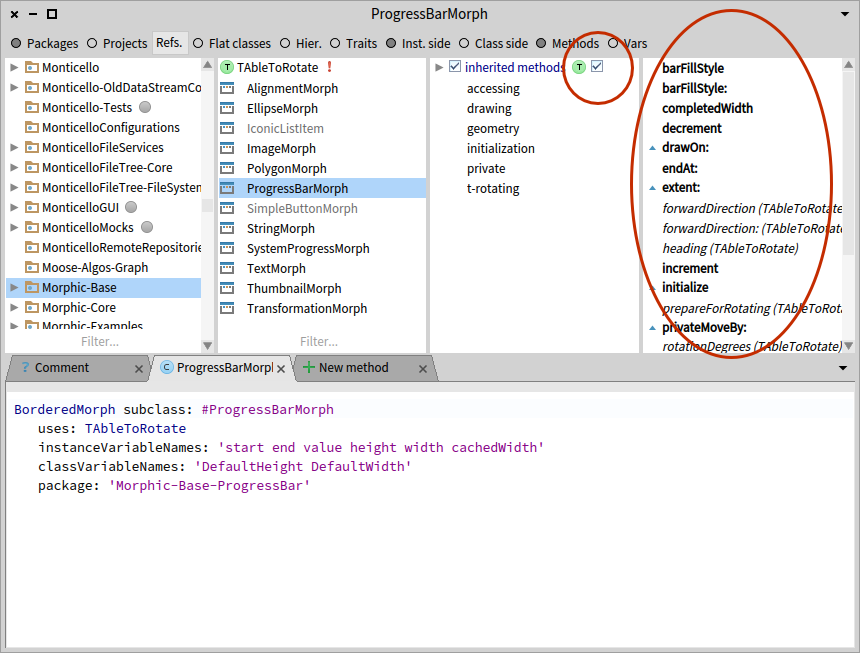 ProgressBarMorph
Packages Projects Refs. Flat classes Hier. Traits Inst. side Class side Methods Vars
Monticello
Monticello-OldDataStreamCo
Monticello-Tests
MonticelloConfigurations
MonticelloFileServices
MonticelloFileTree-Core
MonticelloFileTree-FileSystem
MonticelloGUI
MonticelloMocks
MonticelloRemoteRepositorie
Moose-Algos-Graph
Morphic-Base
Morphic-Core
Morphic-Examples
Filter...
T TAbleToRotate !
AlignmentMorph
EllipseMorph
IconicListItem
ImageMorph
PolygonMorph
ProgressBarMorph
SimpleButtonMorph
StringMorph
SystemProgressMorph
TextMorph
ThumbnailMorph
TransformationMorph
Filter...
inherited methods T
accessing
drawing
geometry
initialization
private
t-rotating
barFillStyle
barFillStyle:
completedWidth
decrement
drawOn:
endAt:
extent:
forwardDirection (TAbleToRotate
forwardDirection: (TAbleToRotate
heading (TAbleToRotate)
increment
initialize
prepareForRotating (TAbleToRota
privateMoveBy:
rotationDegrees (TAbleToRotate)
? Comment
C ProgressBarMorpl
New method
BorderedMorph subclass: #ProgressBarMorph
uses: TAbleToRotate
instanceVariableNames: 'start end value height width cachedWidth'
classVariableNames: 'DefaultHeight DefaultWidth'
package: 'Morphic-Base-ProgressBar'